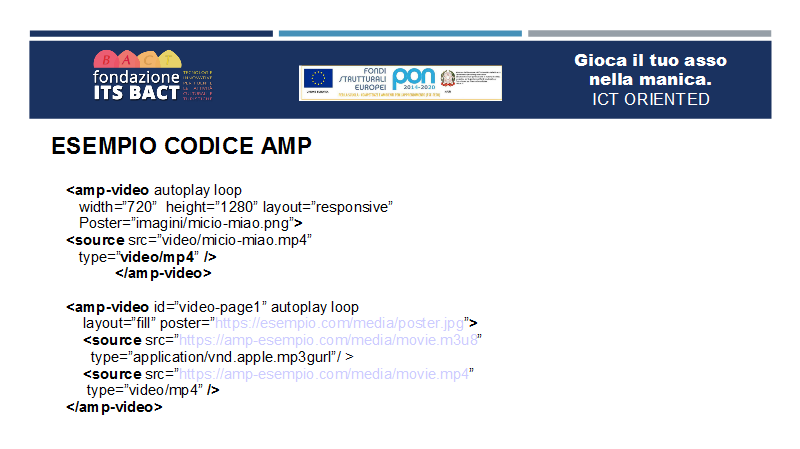 BACT
fondazione
ITS BACT
TECNOLOGIE
INNOVATIVE
FONDI
STRUTTURALI
EUROPEI
pon
2014-2020
Gioca il tuo asso
nella manica.
ICT ORIENTED
ESEMPIO CODICE AMP
<amp-video autoplay loop
width=”720” height=”1280” layout=”responsive”
Poster=”imagini/micio-miao.png”>
<source src=”video/micio-miao.mp4”
type=”video/mp4” />
</amp-video>
<amp-video id=”video-page1” autoplay loop
layout=”fill” poster=”https://esempio.com/media/poster.jpg”>
<source src=”https://amp-esempio.com/media/movie.m3u8”
type=”application/vnd.apple.mp3gurl”/ >
<source src=”https://amp-esempio.com/media/movie.mp4”
type=”video/mp4” />
</amp-video>